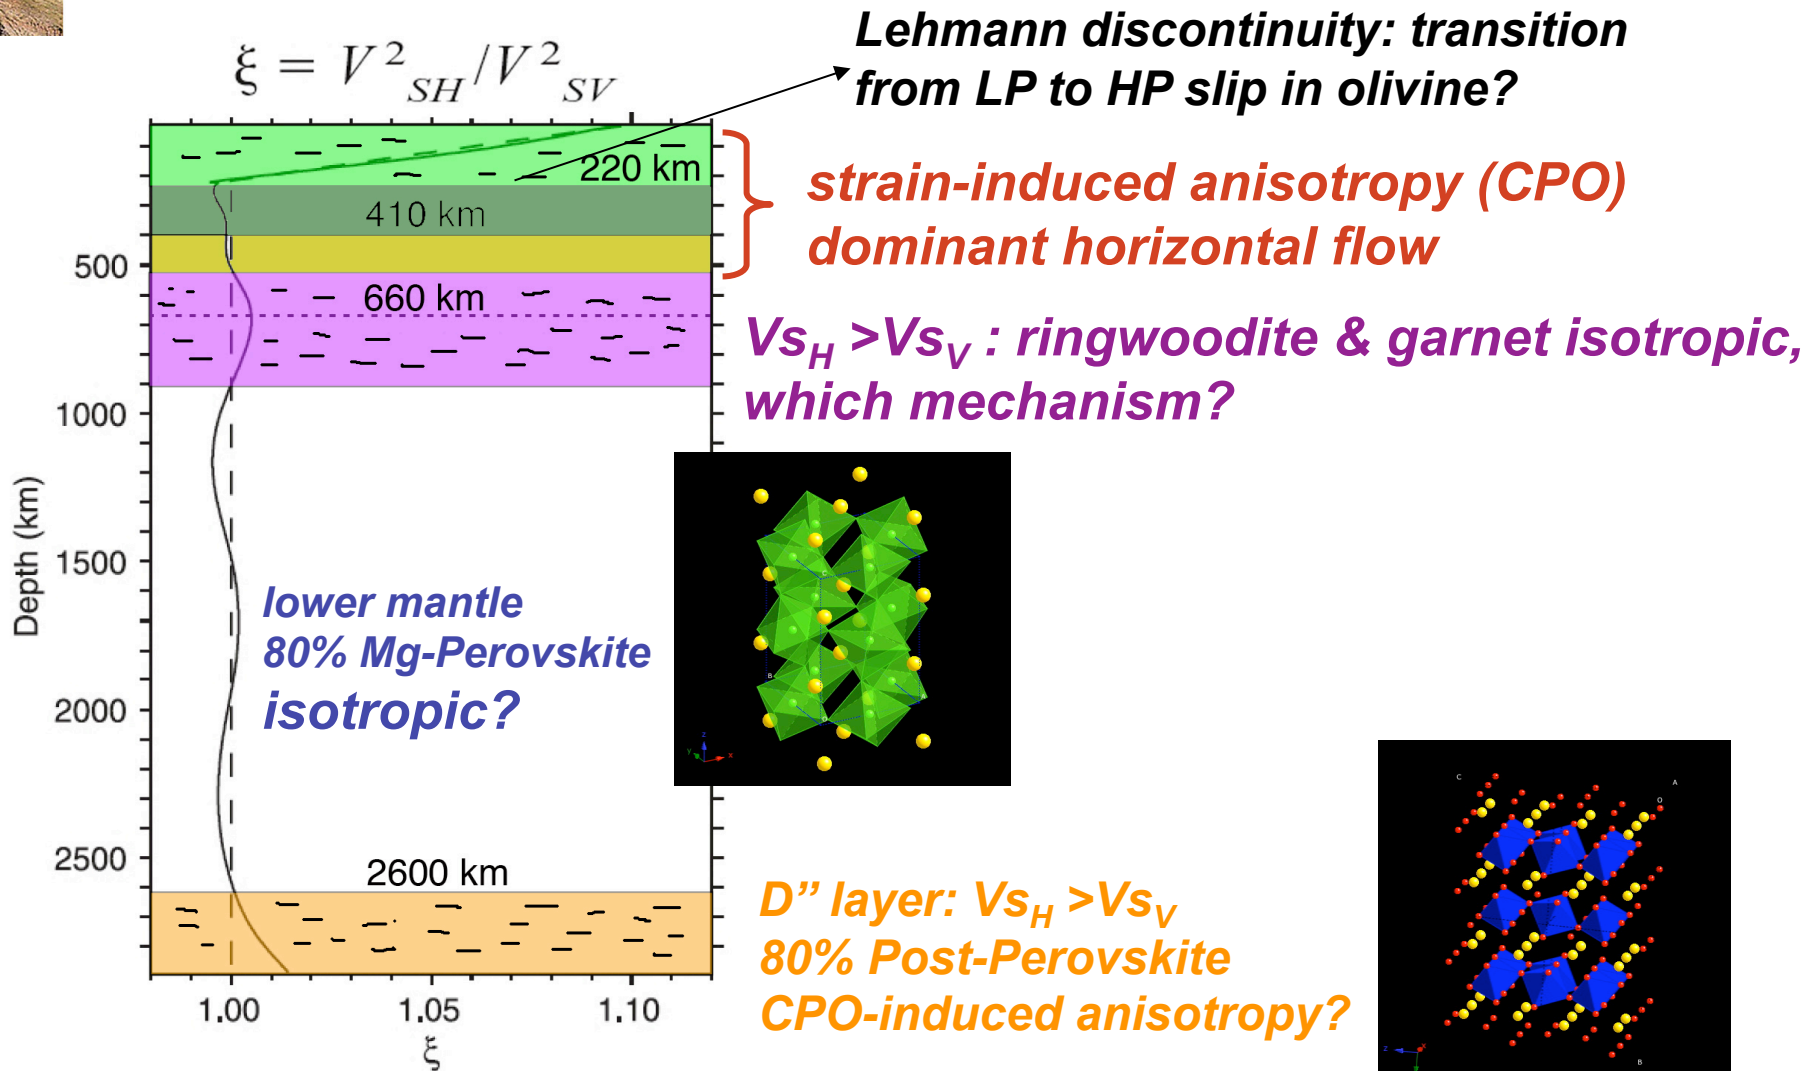 ξ = V²SH/V²SV
Lehmann discontinuity: transition
from LP to HP slip in olivine?
220 km
410 km
strain-induced anisotropy (CPO)
dominant horizontal flow
500
660 km
VsH >VsV : ringwoodite & garnet isotropic,
which mechanism?
1000
Depth (km)
1500
lower mantle
80% Mg-Perovskite
isotropic?
2000
2500
2600 km
D” layer: VsH >VsV
80% Post-Perovskite
CPO-induced anisotropy?
1.00 1.05 1.10
ξ
z
y x
B
C A
O
z x
B